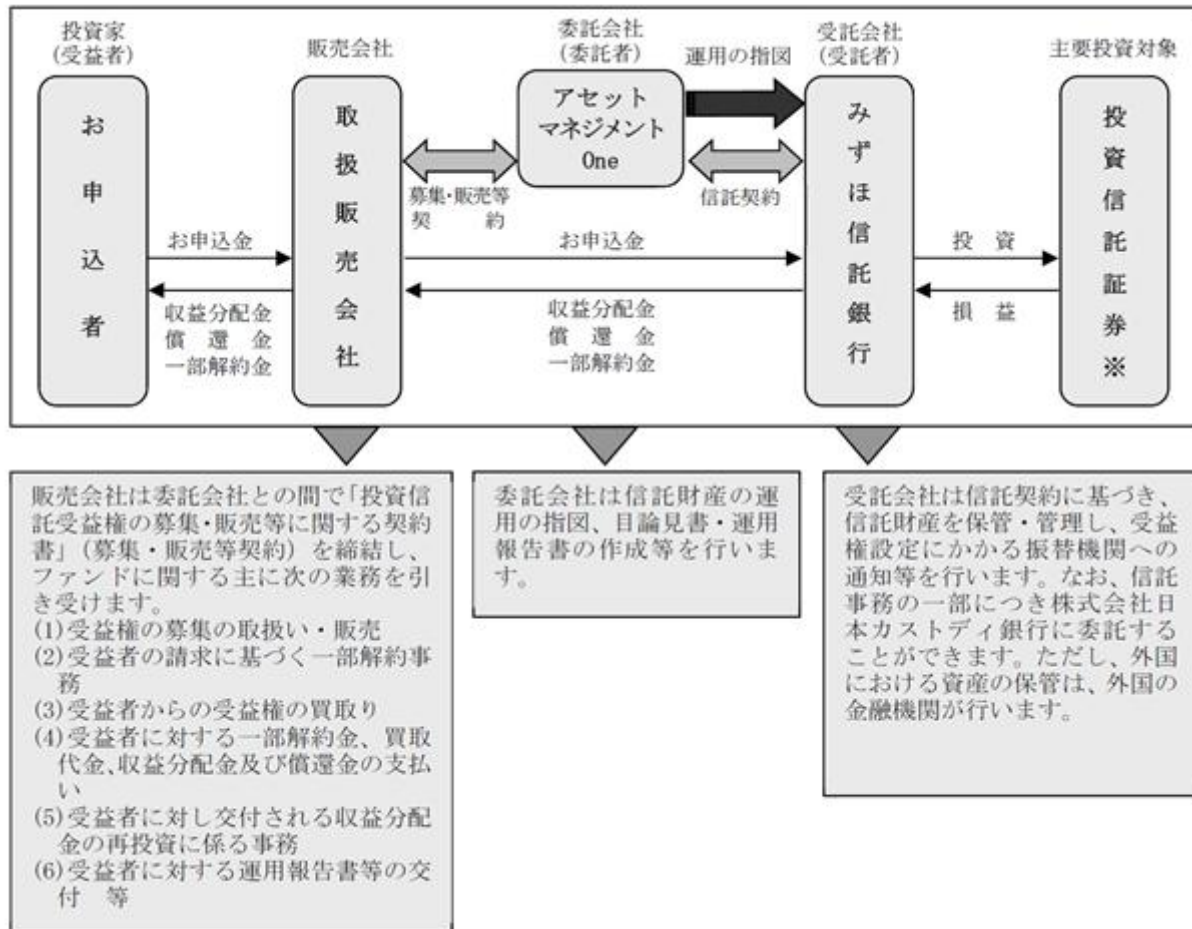 投資家
(受益者)
お申込者
販売会社
取扱販売会社
委託会社
(委託者)
アセット
マネジメント
One
運用の指図
受託会社
(受託者)
みずほ信託銀行
主要投資対象
投資信託証券※
募集・販売等
契 約
信託契約
お申込金
収益分配金
償 還 金
一部解約金
お申込金
収益分配金
償 還 金
一部解約金
投 資
損 益
販売会社は委託会社との間で「投資信
託受益権の募集・販売等に関する契約
書」(募集・販売等契約)を締結し、
ファンドに関する主に次の業務を引
き受けます。
(1)受益権の募集の取扱い・販売
(2)受益者の請求に基づく一部解約事
務
(3)受益者からの受益権の買取り
(4)受益者に対する一部解約金、買取
代金、収益分配金及び償還金の支払
い
(5)受益者に対し交付される収益分配
金の再投資に係る事務
(6)受益者に対する運用報告書等の交
付 等
委託会社は信託財産の運
用の指図、目論見書・運用
報告書の作成等を行いま
す。
受託会社は信託契約に基づき、
信託財産を保管・管理し、受益
権設定にかかる振替機関への
通知等を行います。なお、信託
事務の一部につき株式会社日
本カストディ銀行に委託する
ことができます。ただし、外国
における資産の保管は、外国の
金融機関が行います。